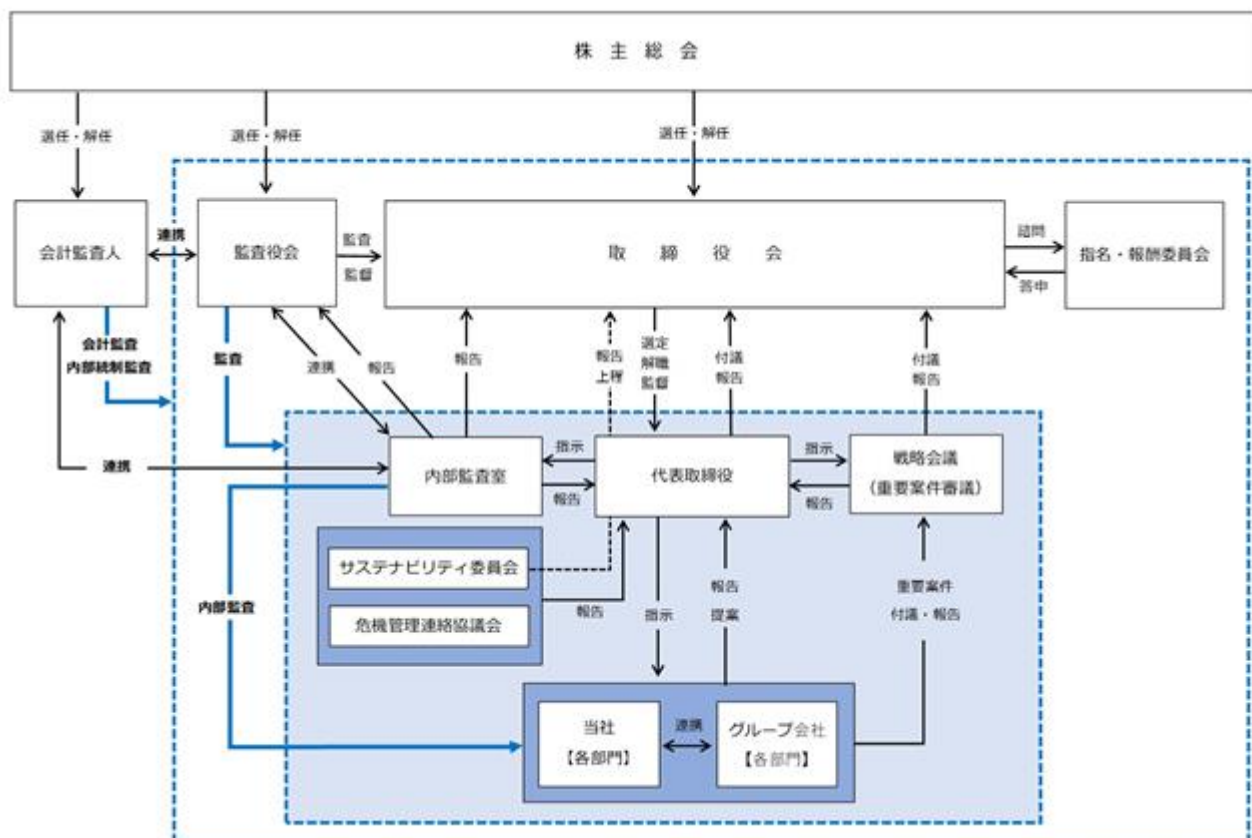 株主総会
選任・解任
選任・解任
選任・解任
会計監査人
連携
監査役会
監査
監督
取締役会
諮問
答申
指名・報酬委員会
会計監査
内部統制監査
監査
連携
報告
報告
報告
上程
選定
解職
監督
付議
報告
付議
報告
連携
内部監査室
指示
報告
代表取締役
指示
報告
戦略会議
(重要案件審議)
サステナビリティ委員会
危機管理連絡協議会
報告
内部監査
指示
報告
提案
重要案件
付議・報告
当社
【各部門】
連携
グループ会社
【各部門】